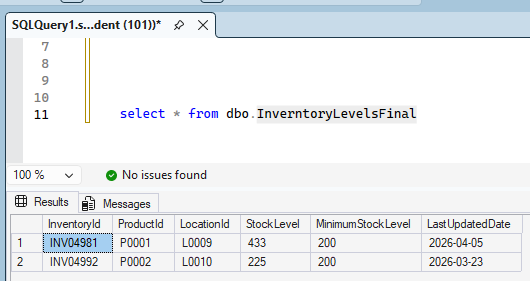 SQLQuery1.s...dent (101))*
7
8
9
10
11 select * from dbo.InverntoryLevelsFinal
100 % No issues found
Results Messages
InventoryId ProductId LocationId StockLevel MinimumStockLevel LastUpdatedDate
1 INV04981 P0001 L0009 433 200 2026-04-05
2 INV04992 P0002 L0010 225 200 2026-03-23